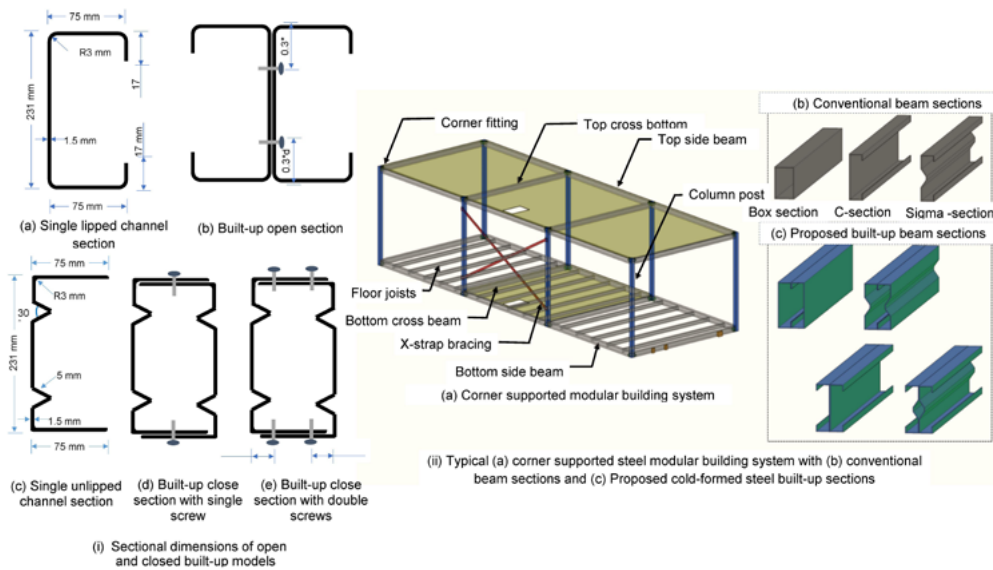 75 mm
R3 mm
231 mm
17
1.5 mm
17 mm
75 mm
(a) Single lipped channel
section
0.3*
0.3*d
(b) Built-up open section
75 mm
R3 mm
30
231 mm
5 mm
1.5 mm
75 mm
(c) Single unlipped
channel section
(d) Built-up close
section with single
screw
(e) Built-up close
section with double
screws
(i) Sectional dimensions of open
and closed built-up models
Corner fitting
Top cross bottom
Top side beam
Column post
Floor joists
Bottom cross beam
X-strap bracing
Bottom side beam
(a) Corner supported modular building system
(b) Conventional beam sections
Box section
C-section
Sigma -section
(c) Proposed built-up beam sections
(ii) Typical (a) corner supported steel modular building system with (b) conventional
beam sections and (c) Proposed cold-formed steel built-up sections